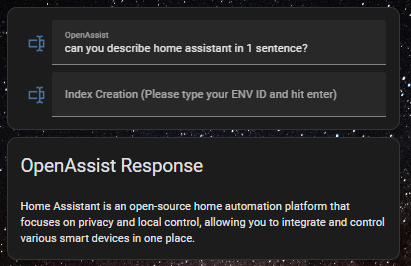 OpenAssist
can you describe home assistant in 1 sentence?
Index Creation (Please type your ENV ID and hit enter)
OpenAssist Response
Home Assistant is an open-source home automation platform that
focuses on privacy and local control, allowing you to integrate and control
various smart devices in one place.